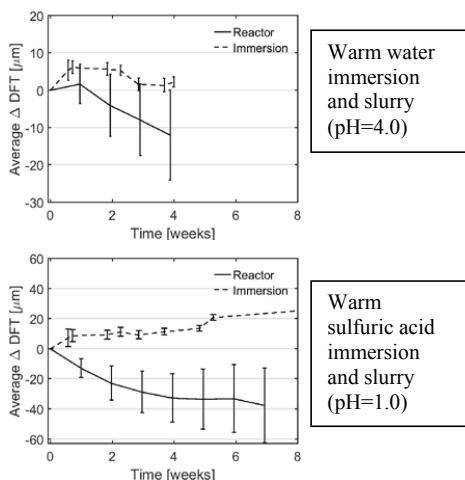 20
10
0
-10
-20
-30
Average Δ DFT [μm]
Reactor
Immersion
0 2 4 6 8
Time [weeks]
Warm water
immersion
and slurry
(pH=4.0)
60
40
20
0
-20
-40
-60
Average Δ DFT [μm]
Reactor
Immersion
0 2 4 6 8
Time [weeks]
Warm
sulfuric acid
immersion
and slurry
(pH=1.0)